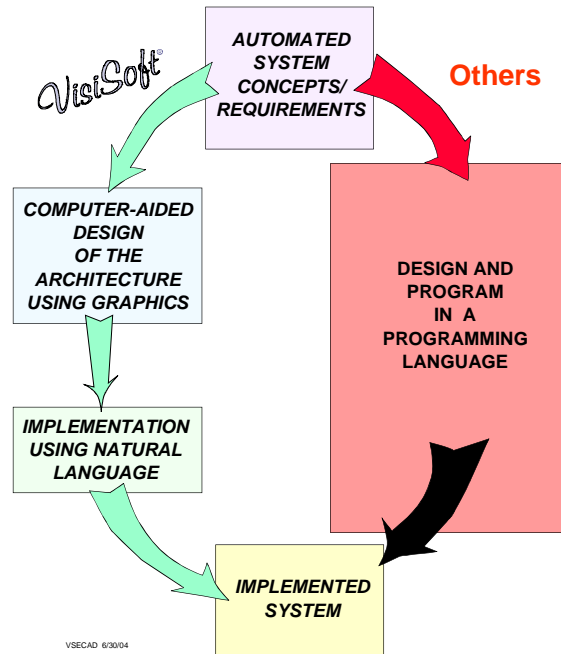 VisiSoft®
AUTOMATED
SYSTEM
CONCEPTS/
REQUIREMENTS
Others
COMPUTER-AIDED
DESIGN
OF THE
ARCHITECTURE
USING GRAPHICS
DESIGN AND
PROGRAM
IN A
PROGRAMMING
LANGUAGE
IMPLEMENTATION
USING NATURAL
LANGUAGE
IMPLEMENTED
SYSTEM
VSECAD 6/30/04